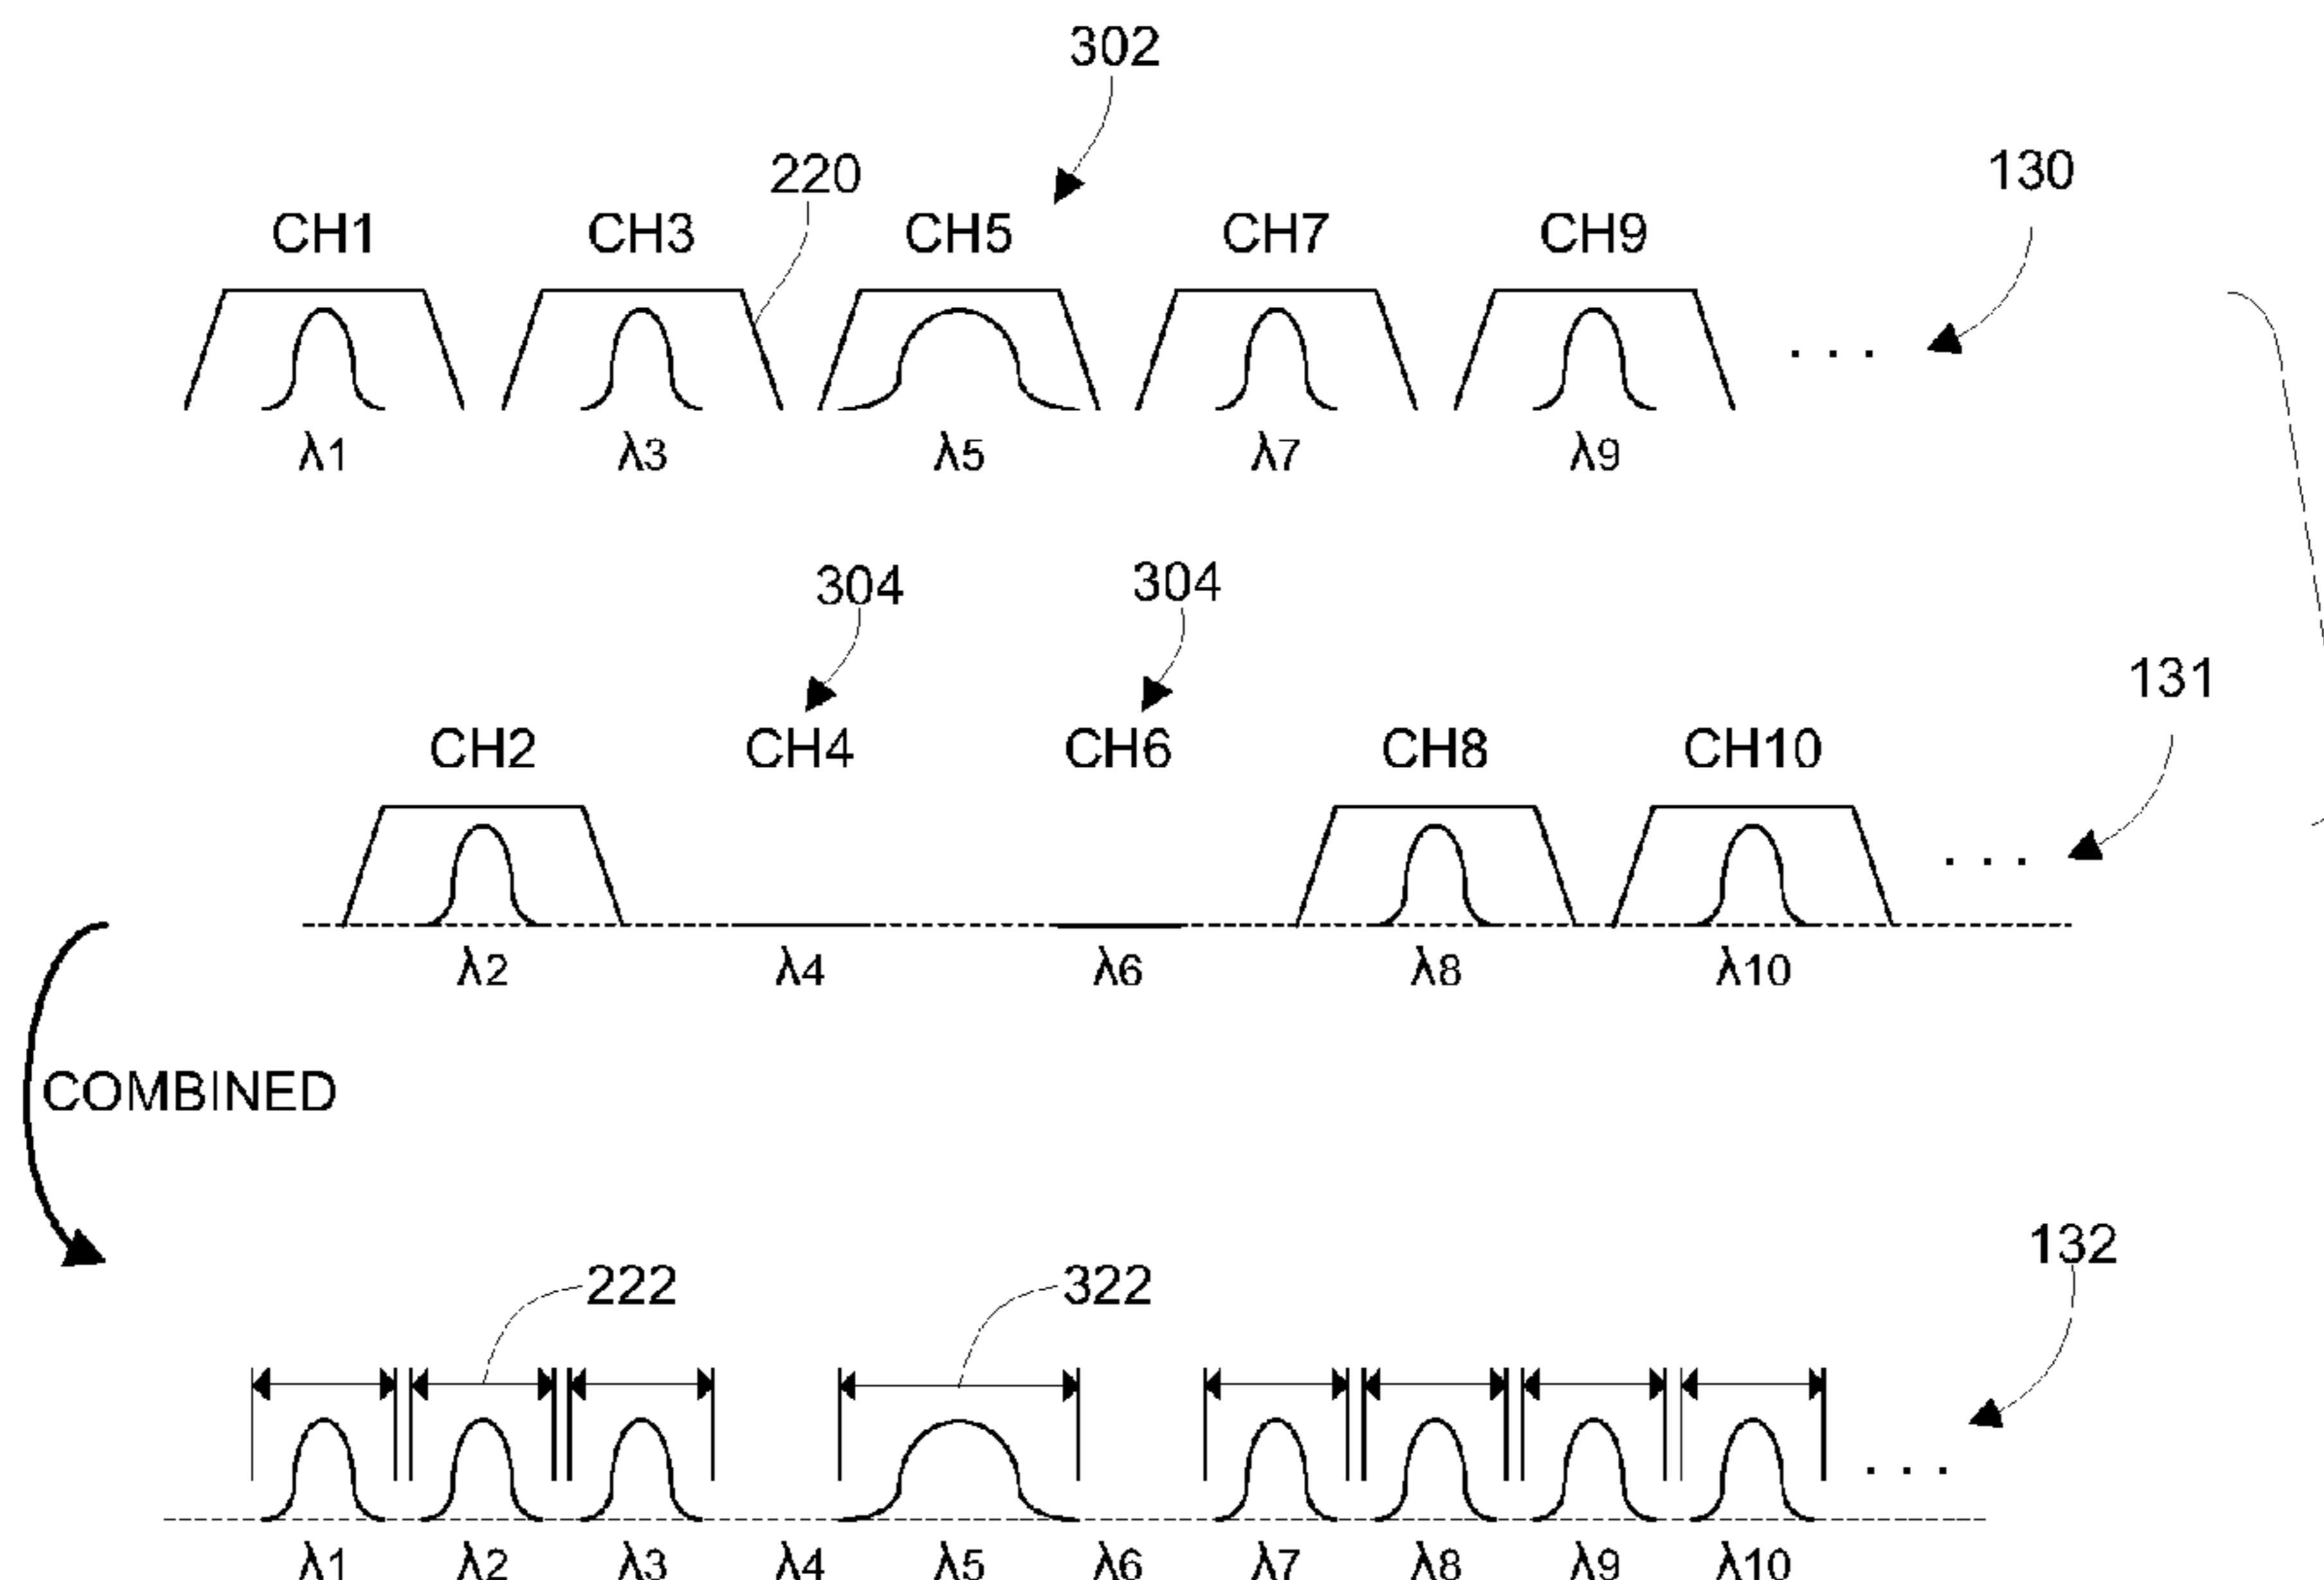 302
220
130
CH1 CH3 CH5 CH7 CH9
. . .
λ1 λ3 λ5 λ7 λ9
304 304
131
CH2 CH4 CH6 CH8 CH10
. . .
λ2 λ4 λ6 λ8 λ10
COMBINED
132
222 322
. . .
λ1 λ2 λ3 λ4 λ5 λ6 λ7 λ8 λ9 λ10